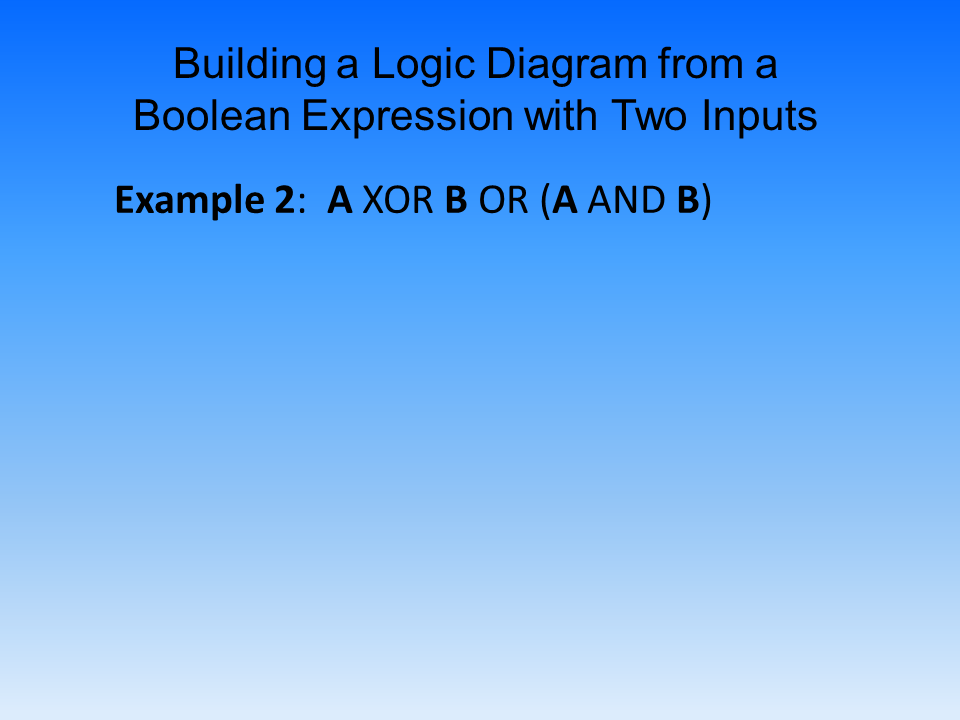 Building a Logic Diagram from a
Boolean Expression with Two Inputs
Example 2: A XOR B OR (A AND B)